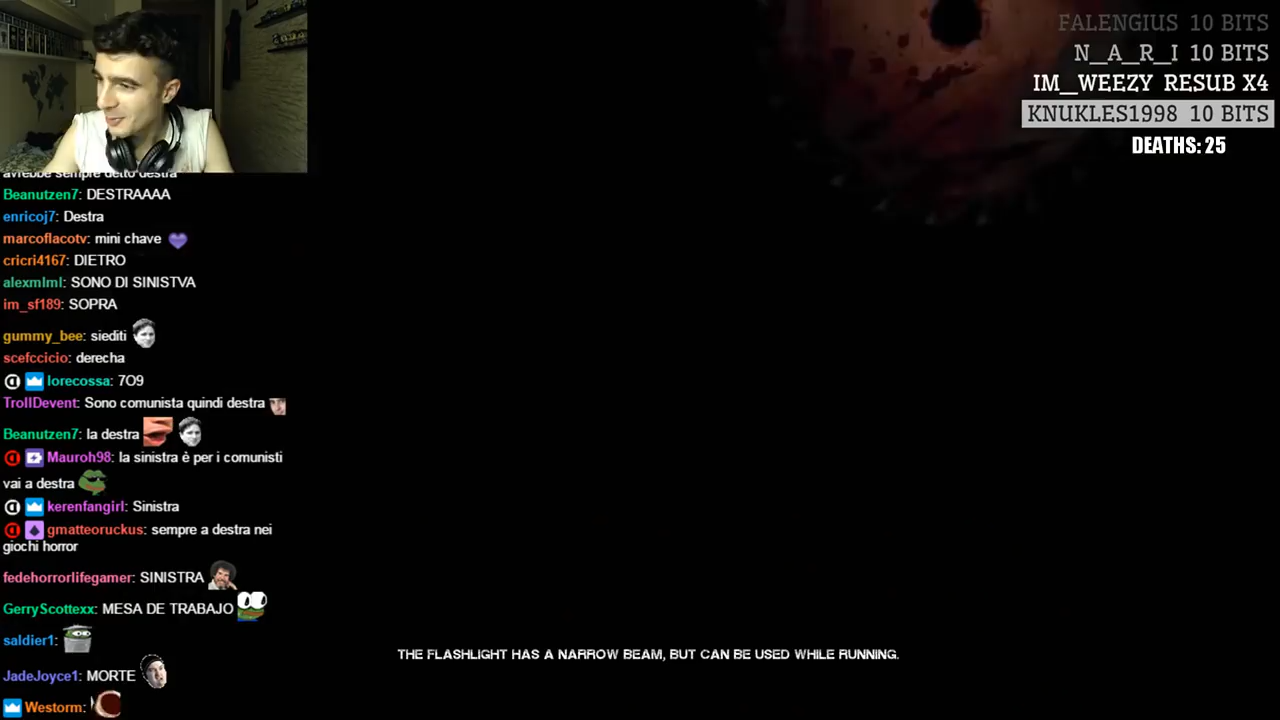 FALENGIUS 10 BITS
N_A_R_I 10 BITS
IM_WEEZY RESUB X4
KNUKLES1998 10 BITS
DEATHS: 25
avrebbe sempre detto destra
Beanutzen7: DESTRAAAA
enricoj7: Destra
marcoflacotv: mini chave
cricri4167: DIETRO
alexmlml: SONO DI SINISTVA
im_sf189: SOPRA
gummy_bee: siediti
scefccicio: derecha
lorecossa: 7O9
TrollDevent: Sono comunista quindi destra
Beanutzen7: la destra
Mauroh98: la sinistra è per i comunisti
vai a destra
kerenfangirl: Sinistra
gmatteoruckus: sempre a destra nei
giochi horror
fedehorrorlifegamer: SINISTRA
GerryScottexx: MESA DE TRABAJO
saldier1:
JadeJoyce1: MORTE
Westorm:
THE FLASHLIGHT HAS A NARROW BEAM, BUT CAN BE USED WHILE RUNNING.